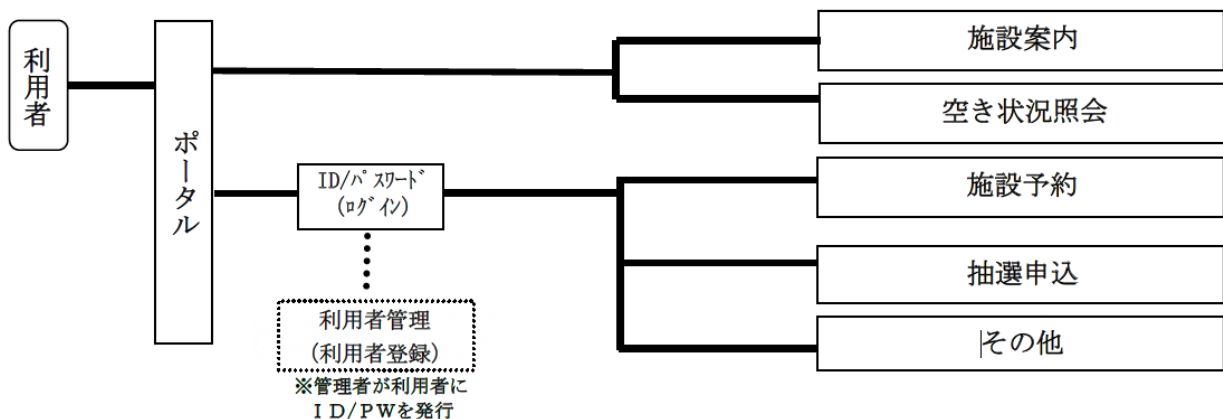 利用者
ポータル
施設案内
空き状況照会
ID/ﾊﾟｽﾜｰﾄﾞ
(ﾛｸﾞｲﾝ)
施設予約
抽選申込
その他
利用者管理
(利用者登録)
※管理者が利用者に
ＩＤ/ＰＷを発行